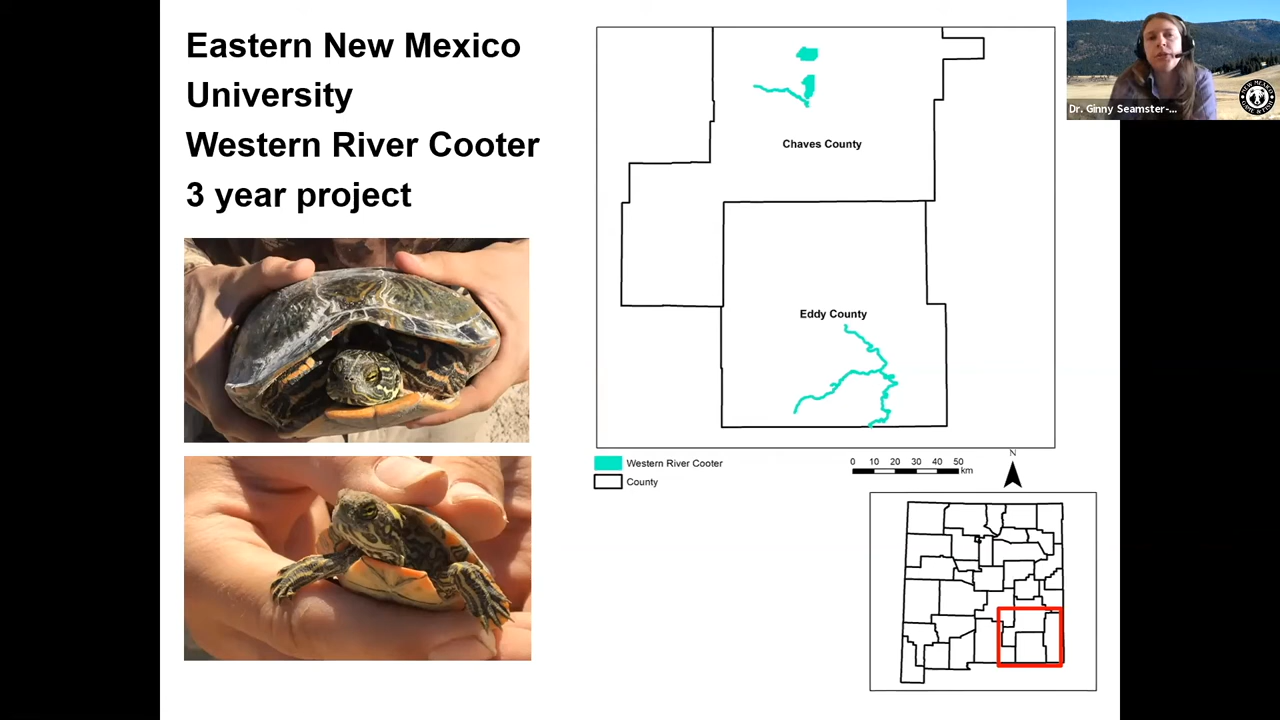 Eastern New Mexico
University
Western River Cooter
3 year project
Chaves County
Eddy County
Western River Cooter
County
0 10 20 30 40 50
km
N
Dr. Ginny Seamster-...